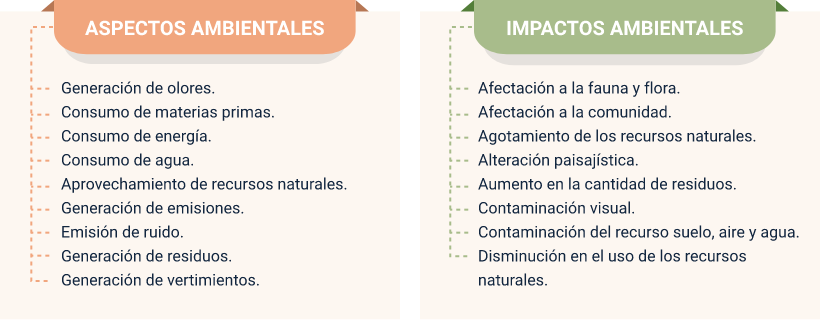 ASPECTOS AMBIENTALES
Generación de olores.
Consumo de materias primas.
Consumo de energía.
Consumo de agua.
Aprovechamiento de recursos naturales.
Generación de emisiones.
Emisión de ruido.
Generación de residuos.
Generación de vertimientos.
IMPACTOS AMBIENTALES
Afectación a la fauna y flora.
Afectación a la comunidad.
Agotamiento de los recursos naturales.
Alteración paisajística.
Aumento en la cantidad de residuos.
Contaminación visual.
Contaminación del recurso suelo, aire y agua.
Disminución en el uso de los recursos
naturales.